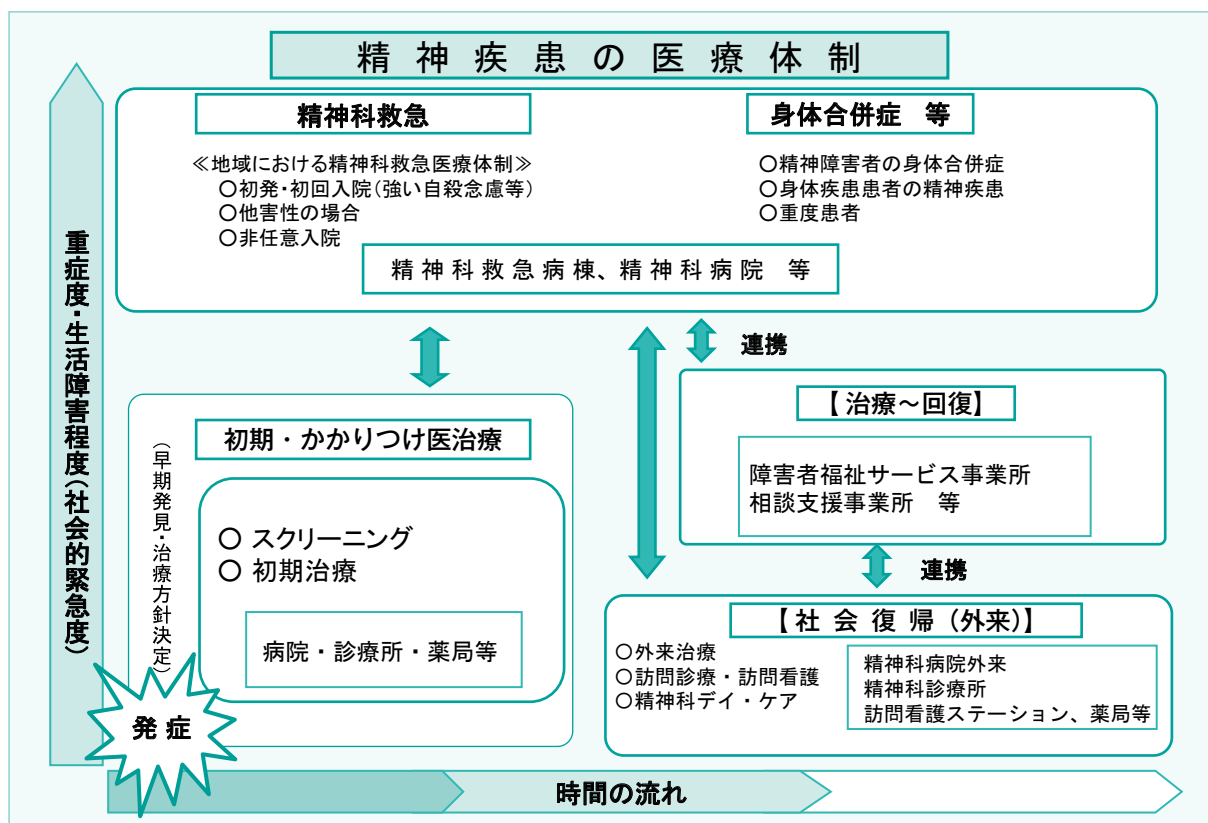 精神疾患の医療体制
精神科救急
≪地域における精神科救急医療体制≫
○初発・初回入院(強い自殺念慮等)
○他害性の場合
○非任意入院
身体合併症　等
○精神障害者の身体合併症
○身体疾患患者の精神疾患
○重度患者
精神科救急病棟、精神科病院　等
重症度・生活障害程度(社会的緊急度)
連携
初期・かかりつけ医治療
(早期発見・治療方針決定)
○ スクリーニング
○ 初期治療
病院・診療所・薬局等
発症
【治療～回復】
障害者福祉サービス事業所
相談支援事業所　等
連携
【社会復帰(外来)】
○外来治療
○訪問診療・訪問看護
○精神科デイ・ケア
精神科病院外来
精神科診療所
訪問看護ステーション、薬局等
時間の流れ